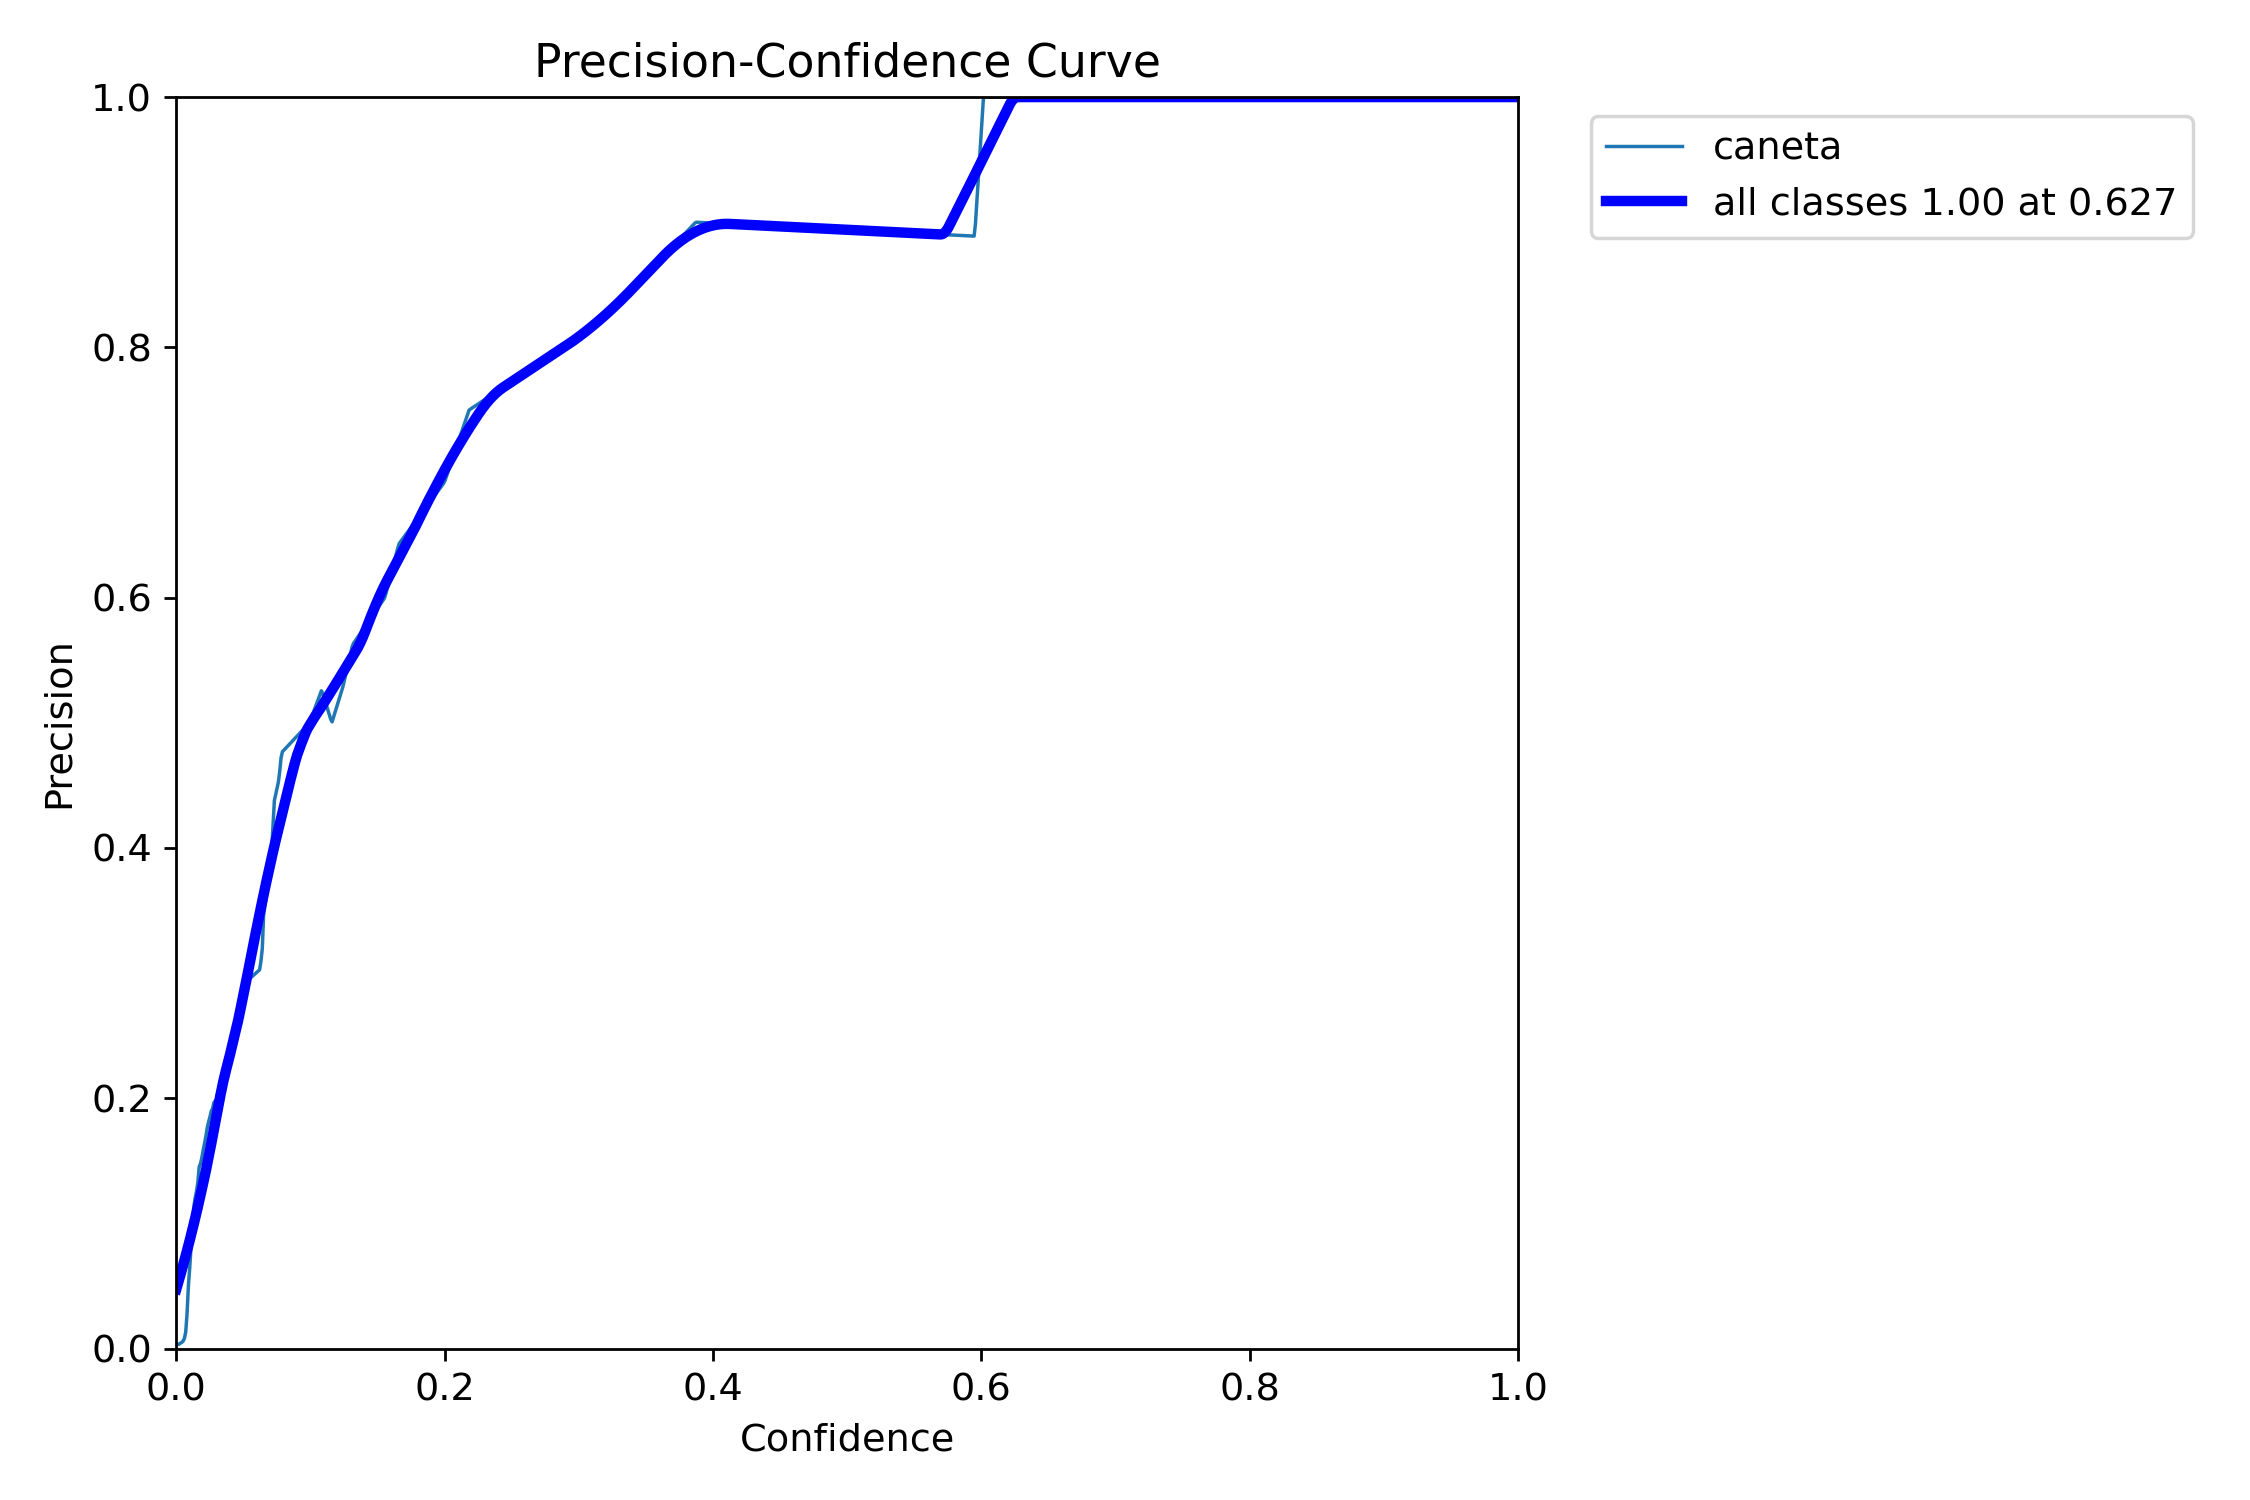 Precision-Confidence Curve
1.0
0.8
0.6
0.4
0.2
0.0
Precision
0.0 0.2 0.4 0.6 0.8 1.0
Confidence
caneta
all classes 1.00 at 0.627